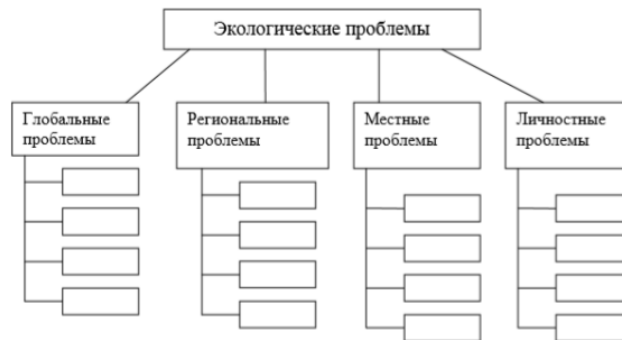 Экологические проблемы
Глобальные
проблемы
Региональные
проблемы
Местные
проблемы
Личностные
проблемы